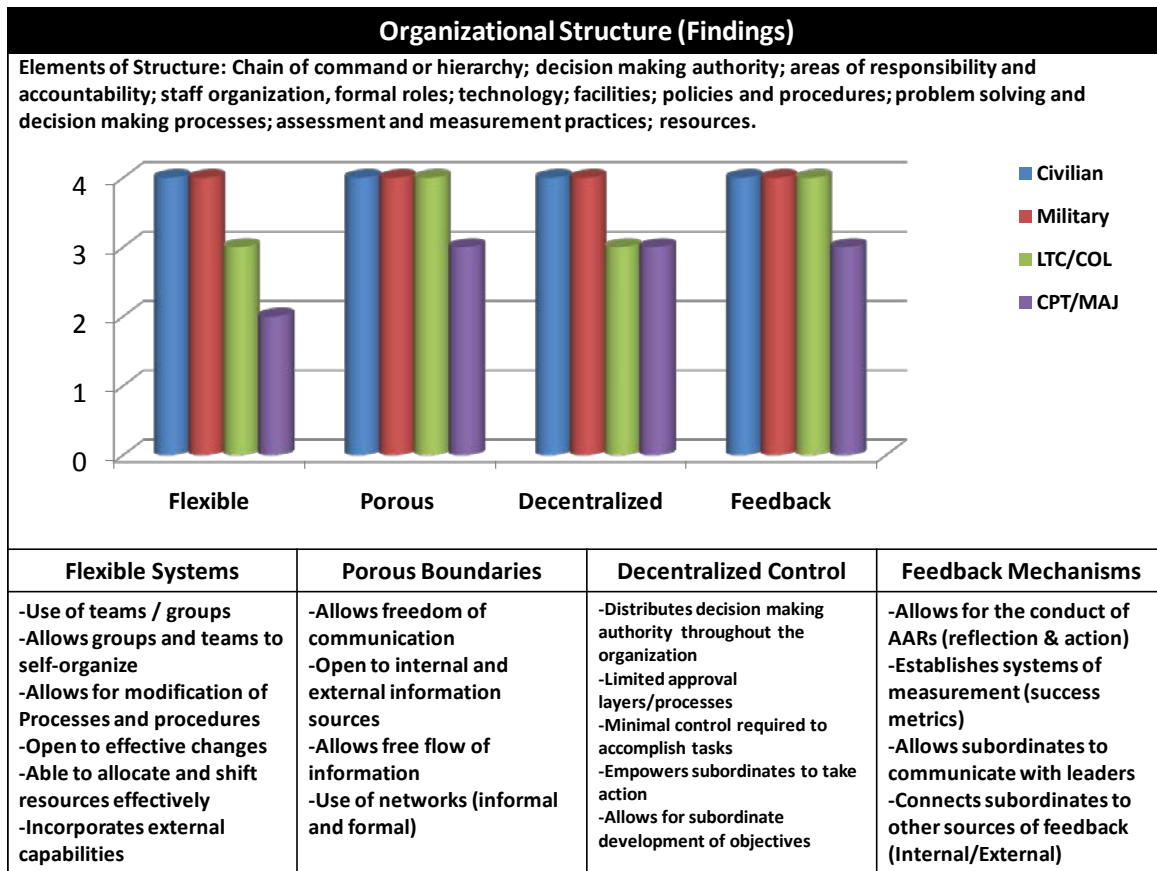 Organizational Structure (Findings)
Elements of Structure: Chain of command or hierarchy; decision making authority; areas of responsibility and
accountability; staff organization, formal roles; technology; facilities; policies and procedures; problem solving and
decision making processes; assessment and measurement practices; resources.
4
3
2
1
0
Flexible
Porous
Decentralized
Feedback
Civilian
Military
LTC/COL
CPT/MAJ
Flexible Systems
-Use of teams / groups
-Allows groups and teams to
self-organize
-Allows for modification of
Processes and procedures
-Open to effective changes
-Able to allocate and shift
resources effectively
-Incorporates external
capabilities
Porous Boundaries
-Allows freedom of
communication
-Open to internal and
external information
sources
-Allows free flow of
information
-Use of networks (informal
and formal)
Decentralized Control
-Distributes decision making
authority throughout the
organization
-Limited approval
layers/processes
-Minimal control required to
accomplish tasks
-Empowers subordinates to take
action
-Allows for subordinate
development of objectives
Feedback Mechanisms
-Allows for the conduct of
AARs (reflection & action)
-Establishes systems of
measurement (success
metrics)
-Allows subordinates to
communicate with leaders
-Connects subordinates to
other sources of feedback
(Internal/External)